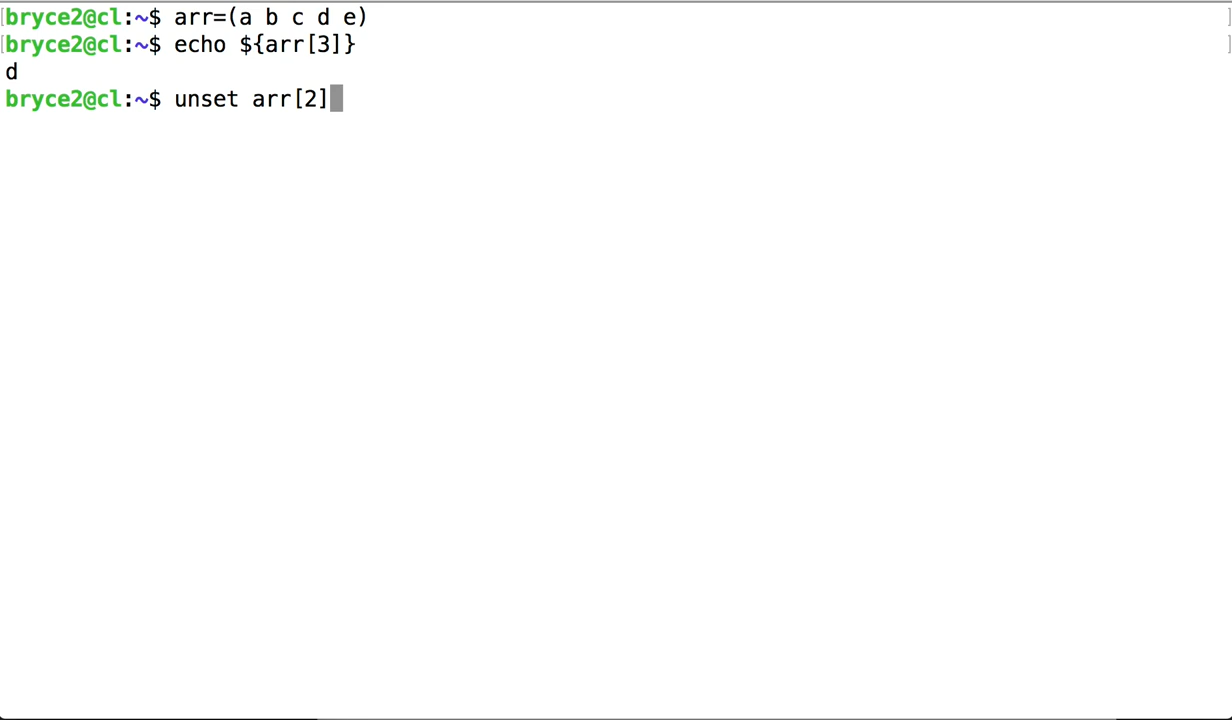 bryce2@cl:~$ arr=(a b c d e)
bryce2@cl:~$ echo ${arr[3]}
d
bryce2@cl:~$ unset arr[2]